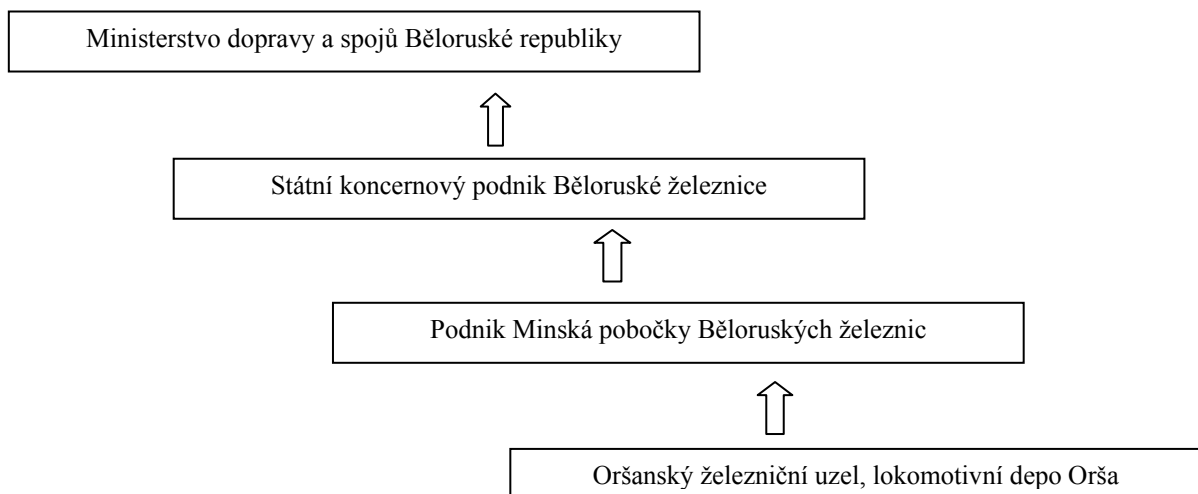 Ministerstvo dopravy a spojů Běloruské republiky
Státní koncernový podnik Běloruské železnice
Podnik Minská pobočky Běloruských železnic
Oršanský železniční uzel, lokomotivní depo Orša